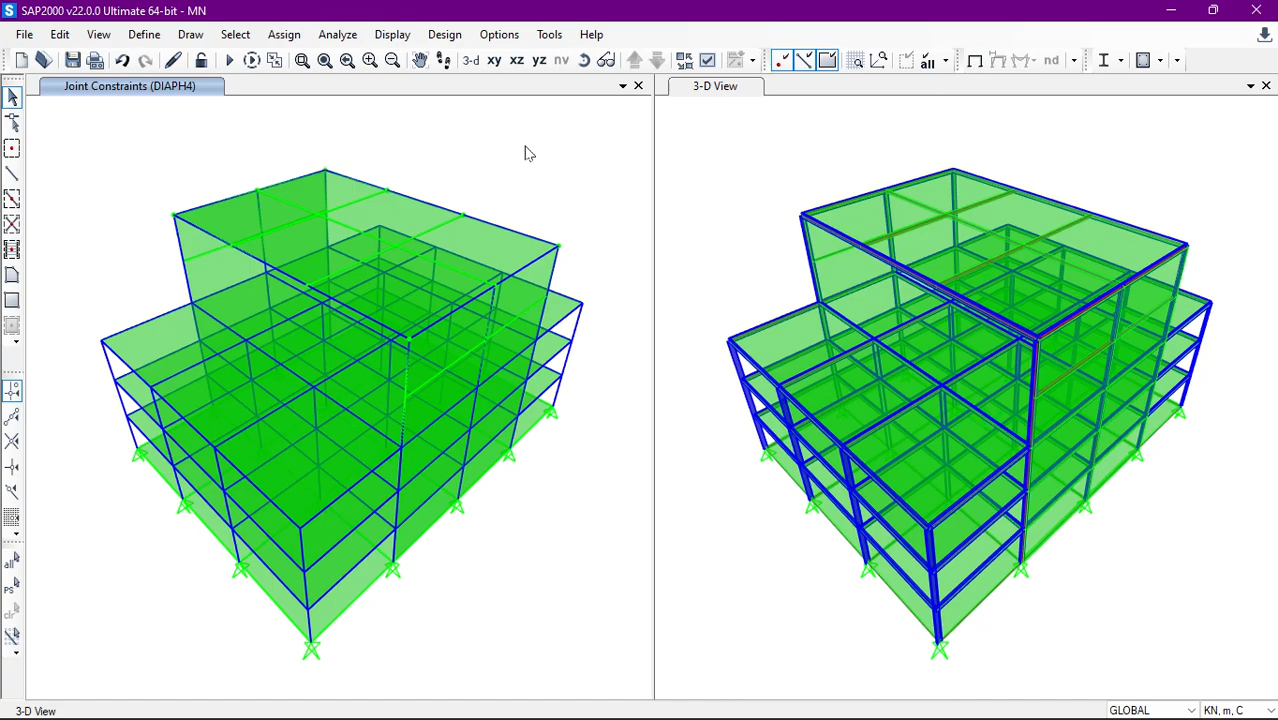 SAP2000 v22.0.0 Ultimate 64-bit - MN
File Edit View Define Draw Select Assign Analyze Display Design Options Tools Help
3-d xy xz yz nv all nd
Joint Constraints (DIAPH4)
3-D View
all
PS
clr
3-D View
GLOBAL
KN, m, C